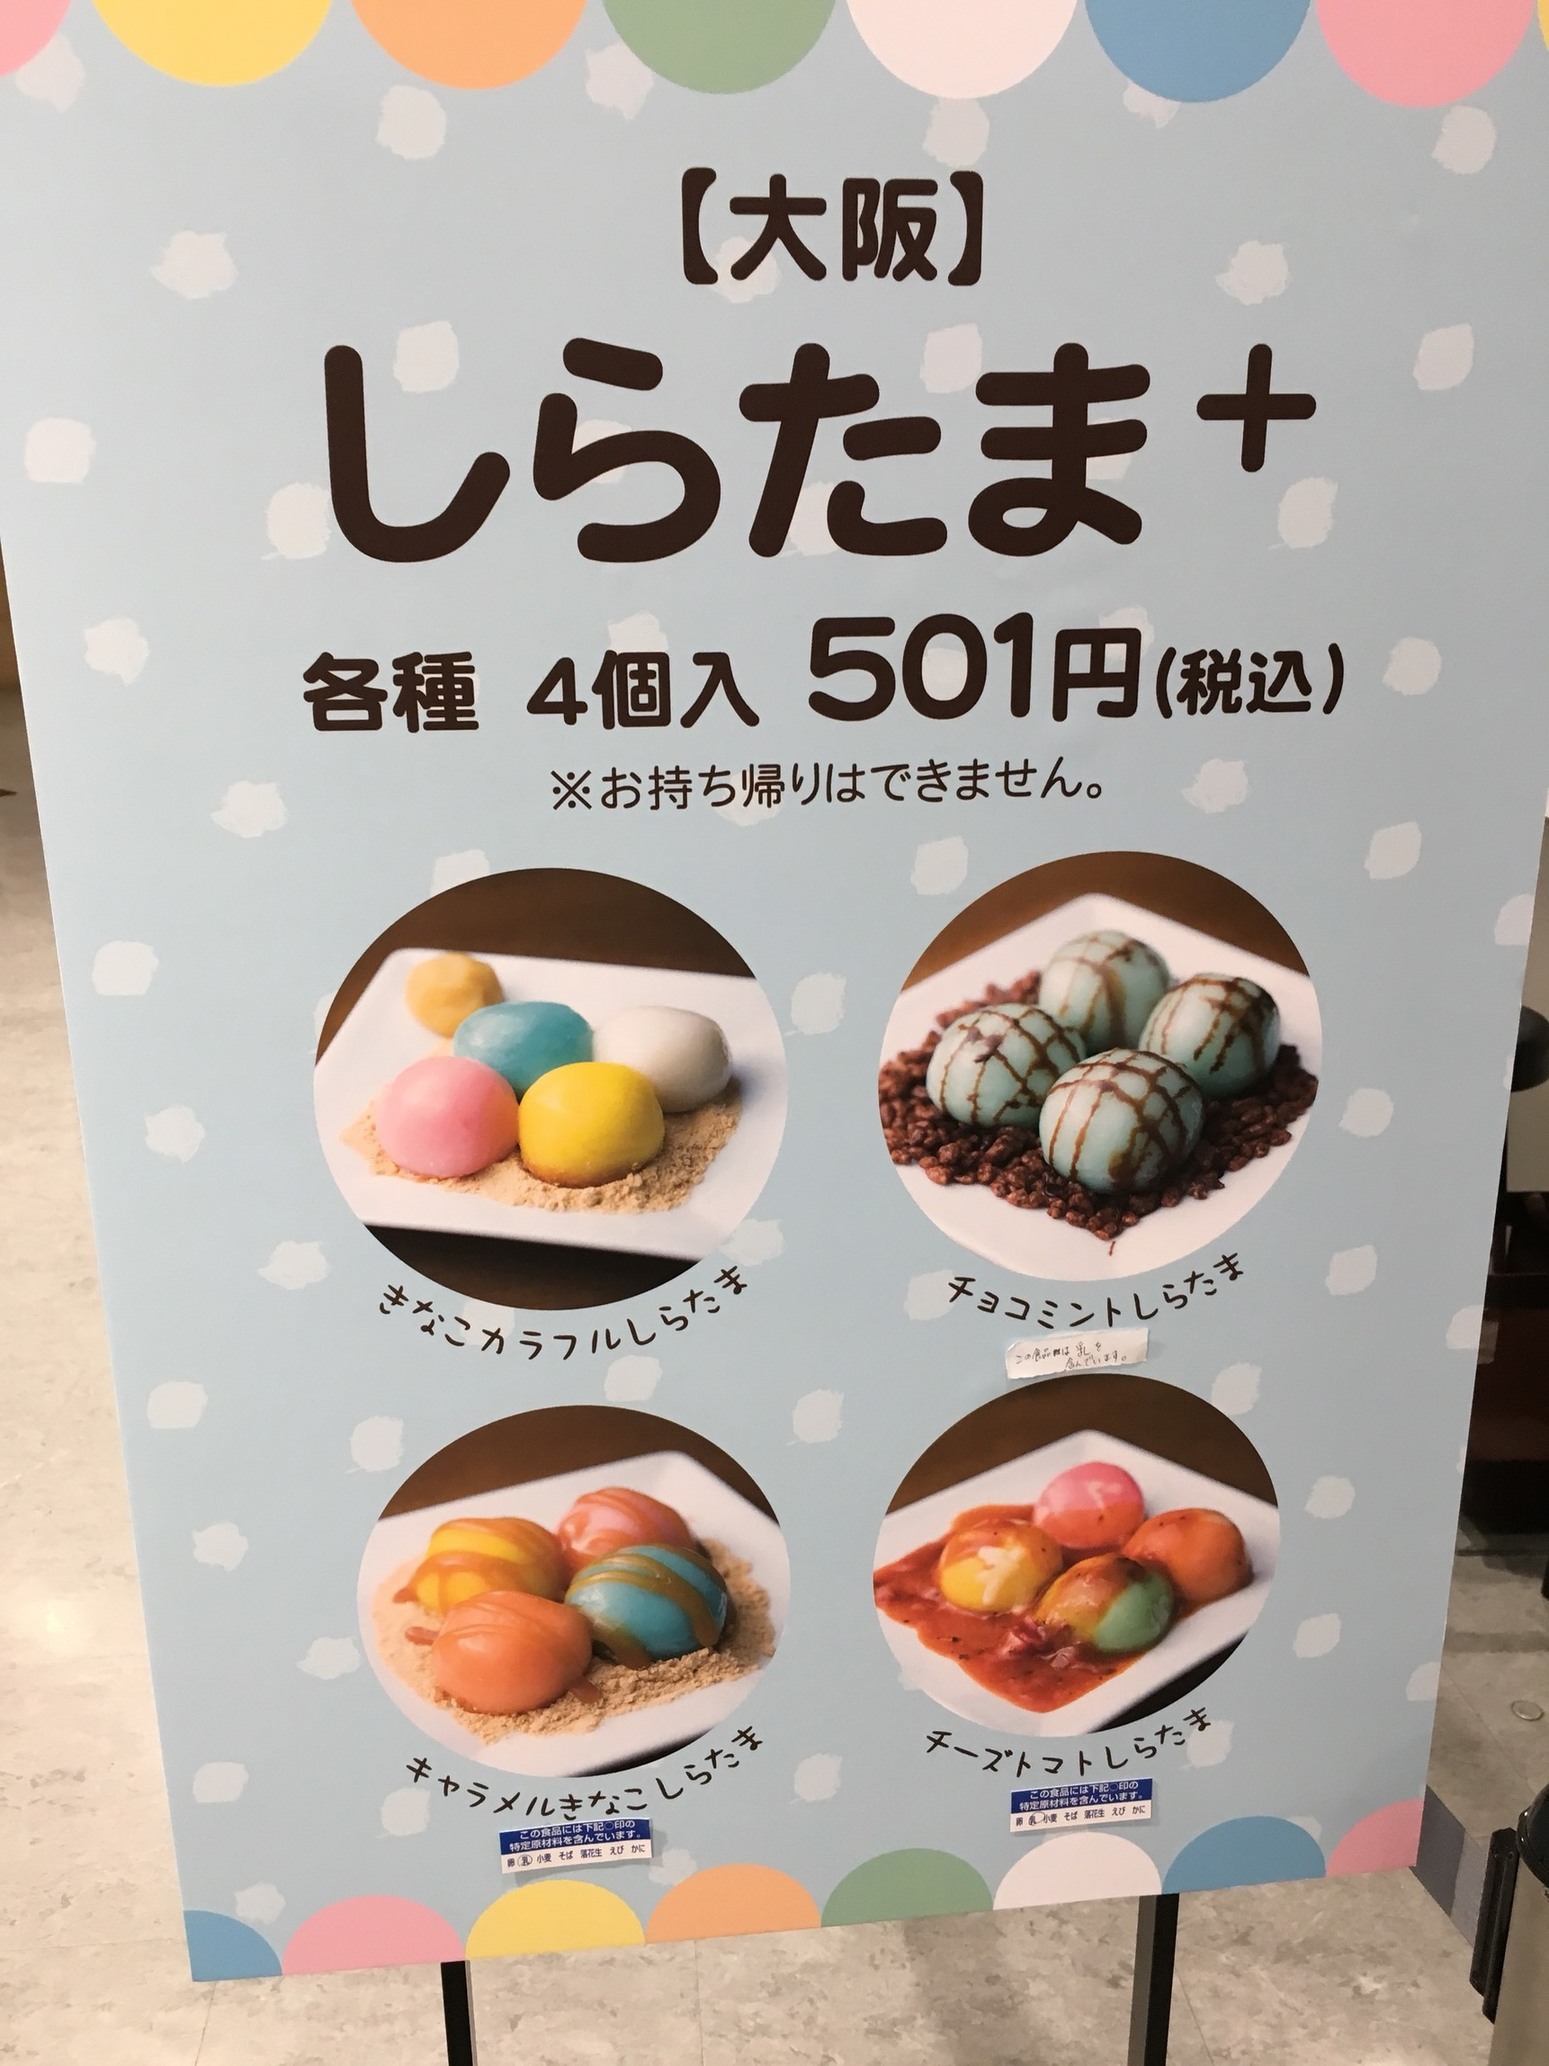 【大阪】
しらたま+
各種 4個入 501円(税込)
※お持ち帰りはできません。
きなこカラフルしらたま
チョコミントしらたま
この食品は乳を
含んでいます。
キャラメルきなこしらたま
この食品には下記○印の
特定原材料を含んでいます。
卵 乳 小麦 そば 落花生 えび かに
チーズトマトしらたま
この食品には下記○印の
特定原材料を含んでいます。
卵 乳 小麦 そば 落花生 えび かに